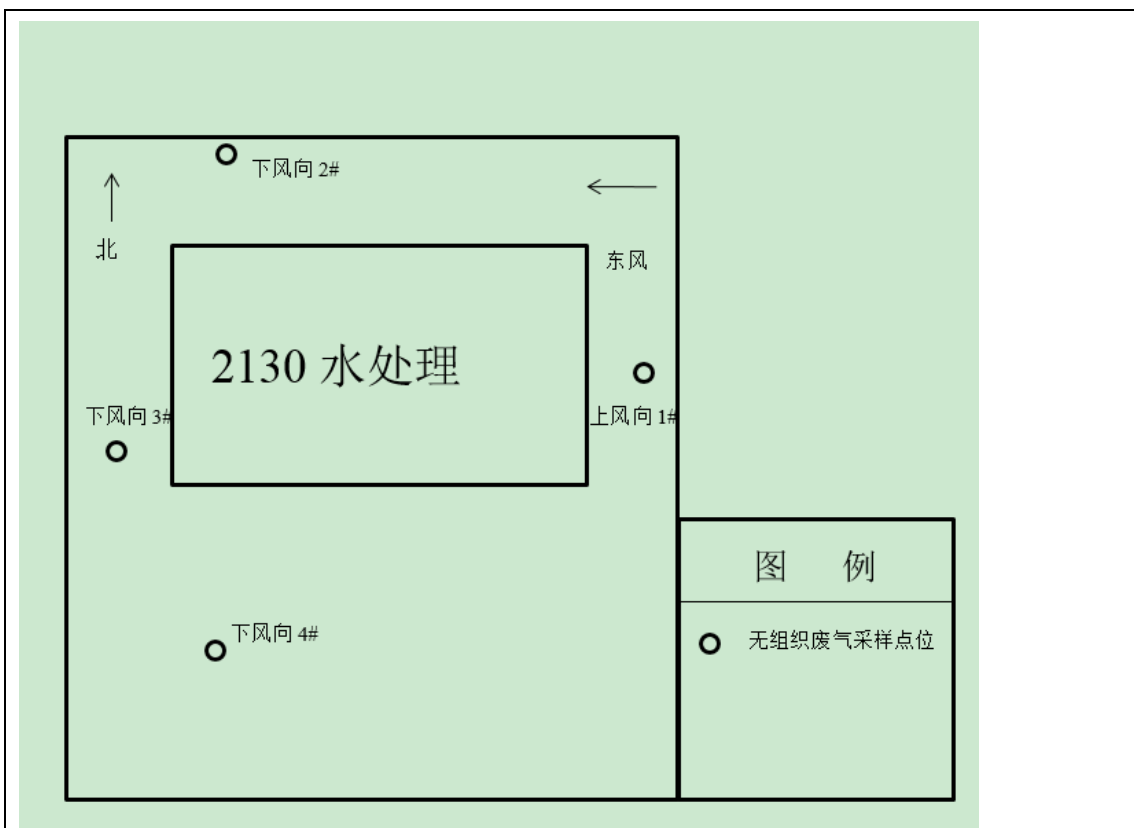 下风向 2#
北
东风
2130 水处理
下风向 3#
上风向 1#
图 例
下风向 4#
无组织废气采样点位